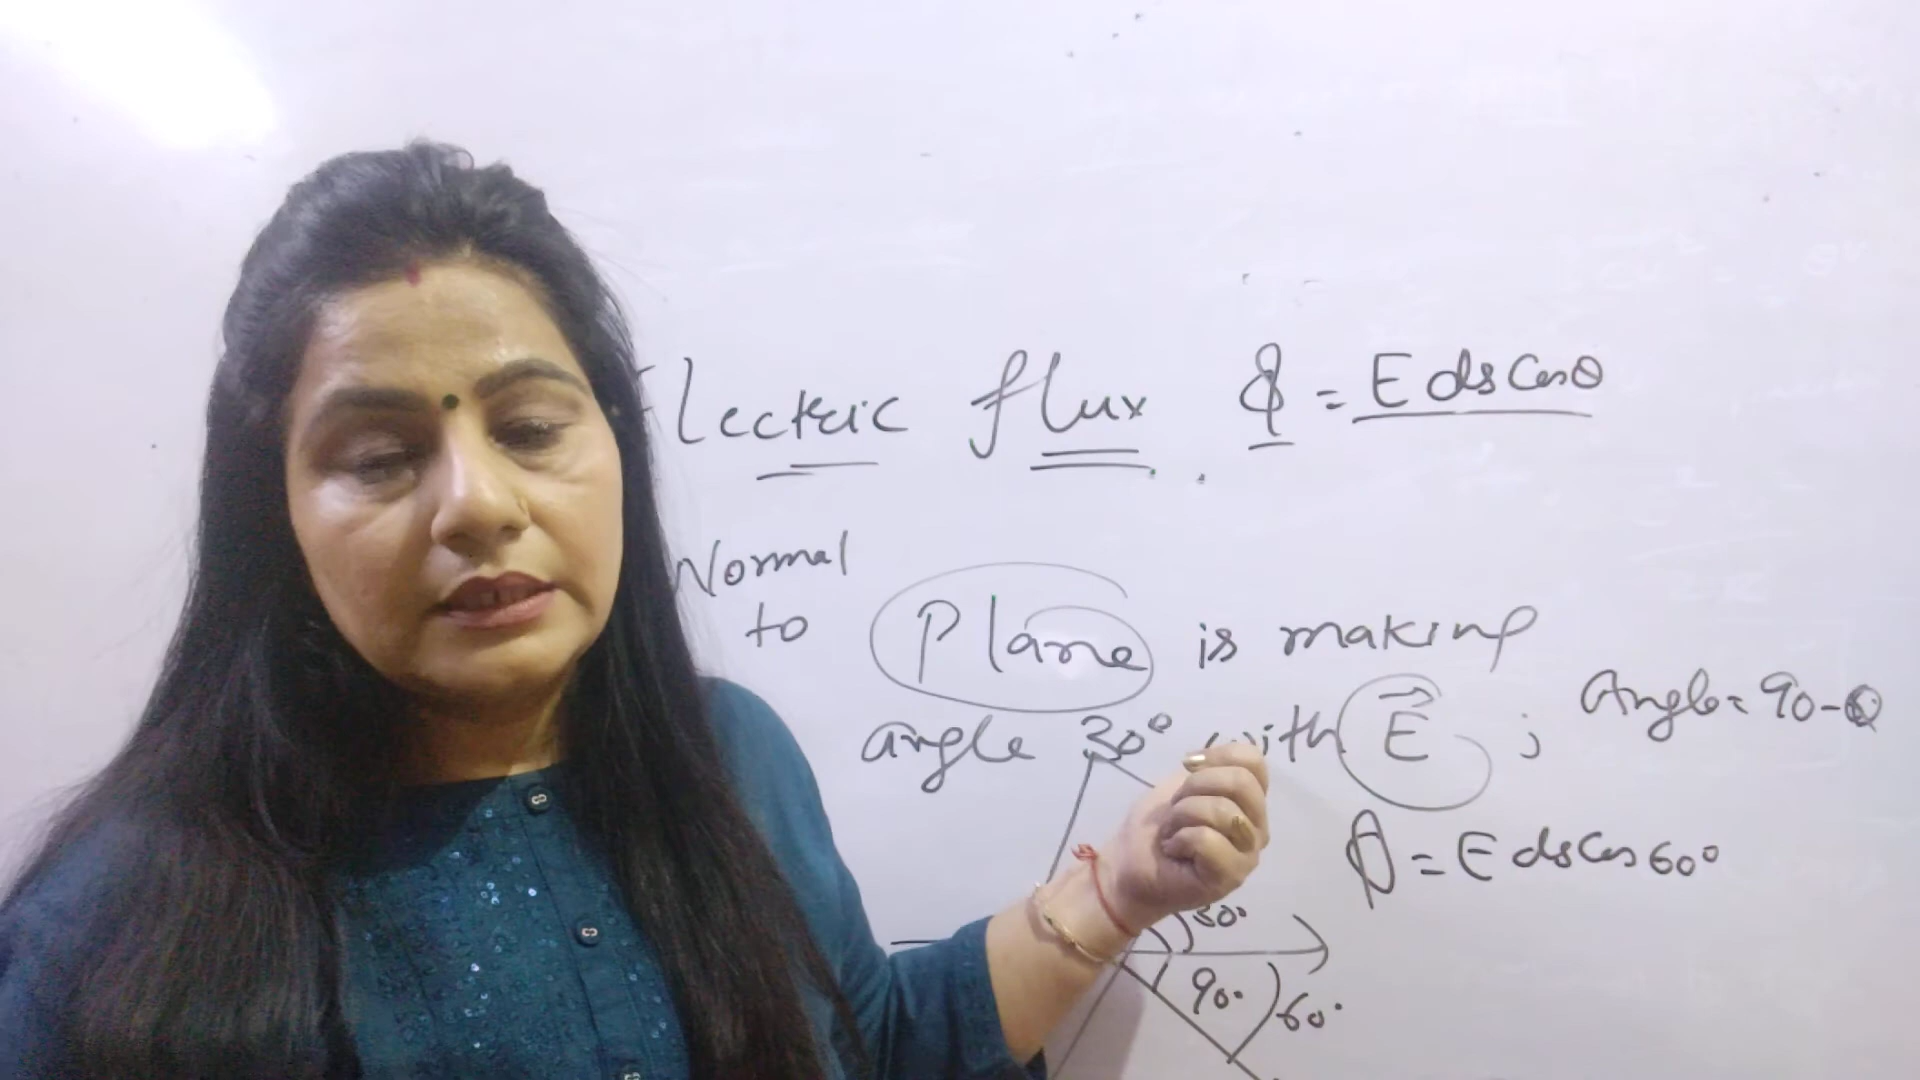 Electric flux ϕ = E ds Cosθ
Normal
to Plane is making
angle 30° with E⃗ ; Angle = 90-θ
ϕ = E ds Cos 60°
30°
90°
60°